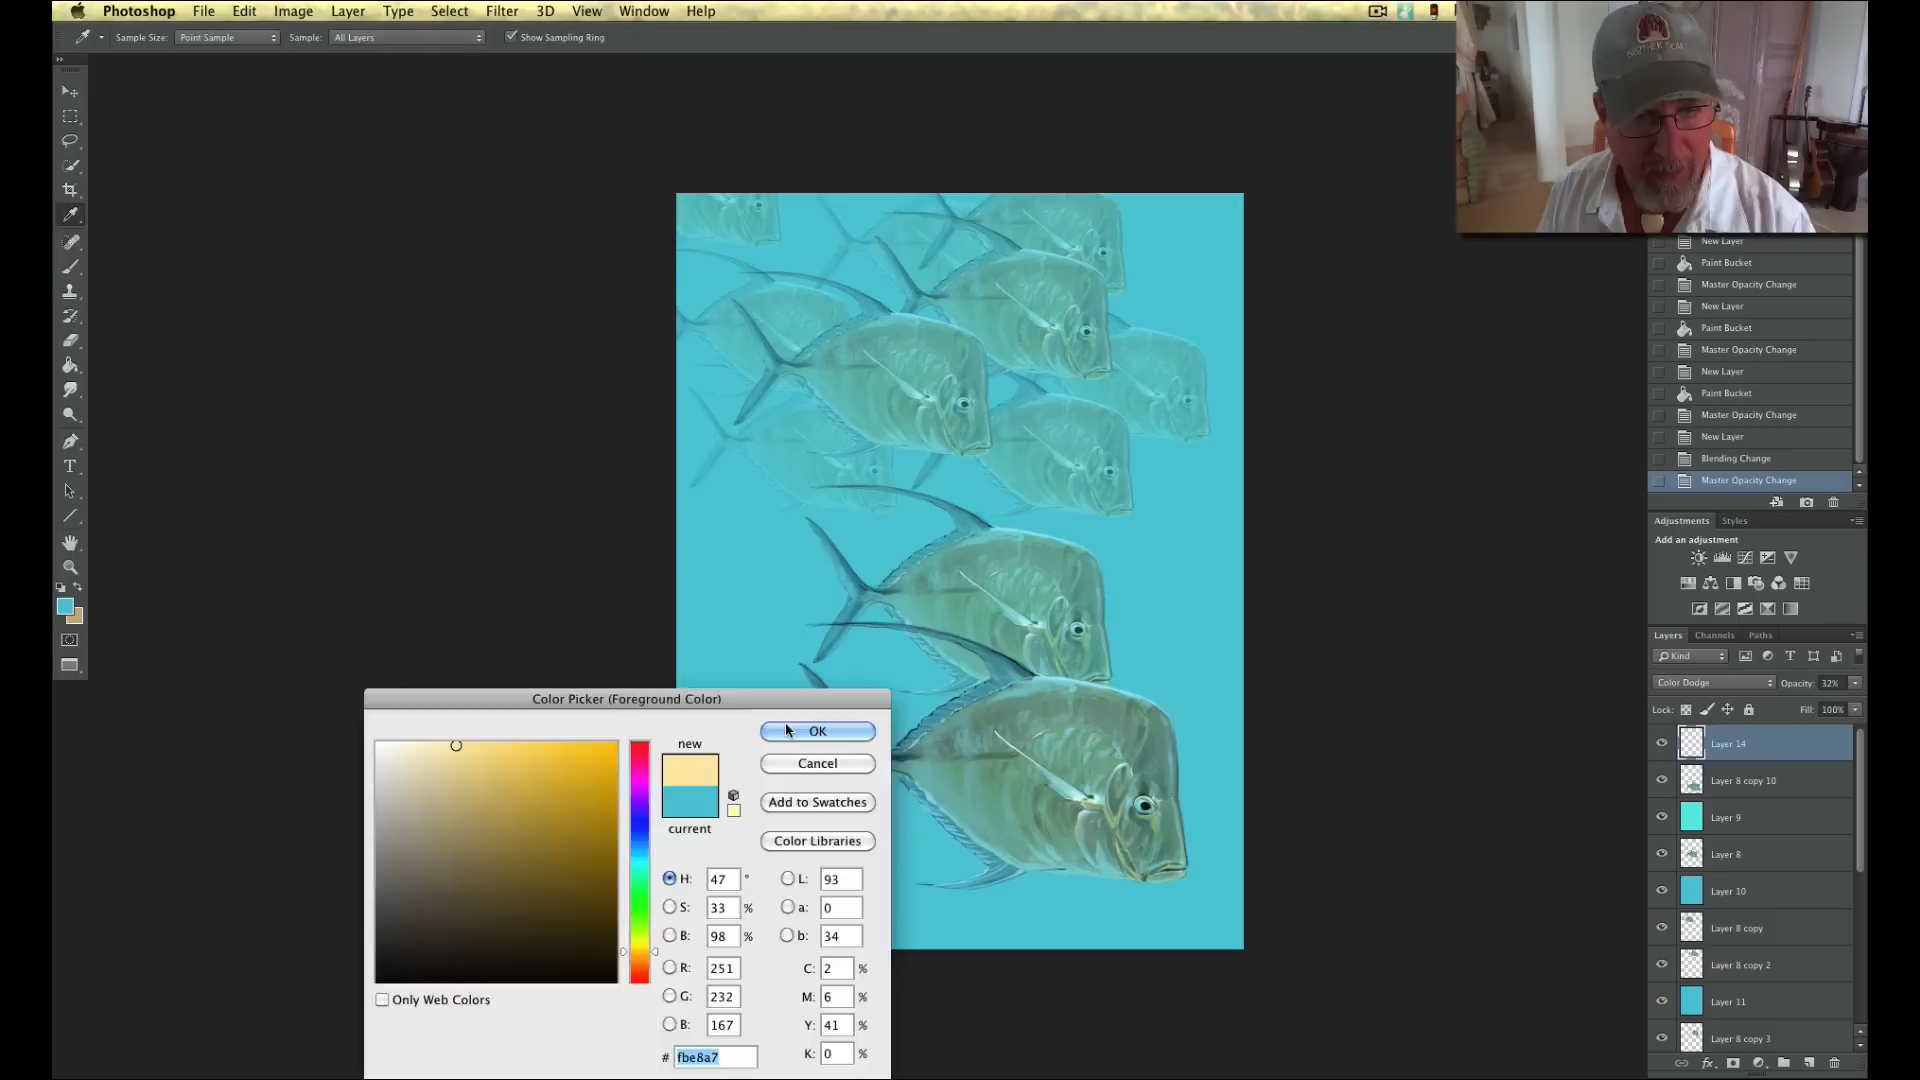 Photoshop File Edit Image Layer Type Select Filter 3D View Window Help
Sample Size: Point Sample Sample: All Layers Show Sampling Ring
New Layer
Paint Bucket
Master Opacity Change
New Layer
Paint Bucket
Master Opacity Change
New Layer
Paint Bucket
Master Opacity Change
New Layer
Blending Change
Master Opacity Change
Adjustments Styles
Add an adjustment
Layers Channels Paths
Kind
Color Dodge Opacity: 32%
Lock: Fill: 100%
Layer 14
Layer 8 copy 10
Layer 9
Layer 8
Layer 10
Layer 8 copy
Layer 8 copy 2
Layer 11
Layer 8 copy 3
T
Color Picker (Foreground Color)
new
current
OK
Cancel
Add to Swatches
Color Libraries
H: 47 ° L: 93
S: 33 % a: 0
B: 98 % b: 34
R: 251 C: 2 %
G: 232 M: 6 %
B: 167 Y: 41 %
# fbe8a7 K: 0 %
Only Web Colors